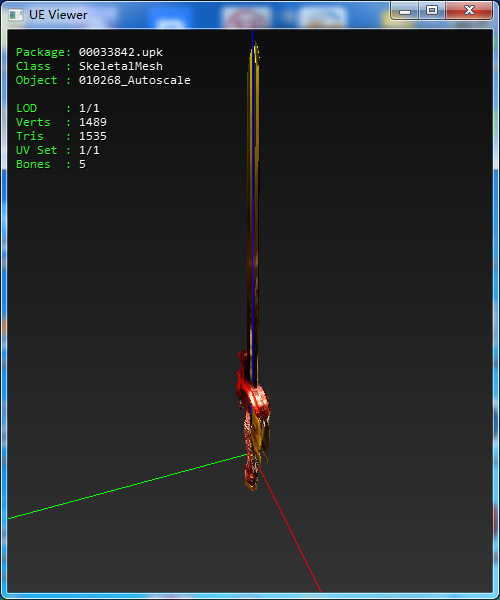 UE Viewer
Package: 00033842.upk
Class : SkeletalMesh
Object : 010268_Autoscale
LOD : 1/1
Verts : 1489
Tris : 1535
UV Set : 1/1
Bones : 5